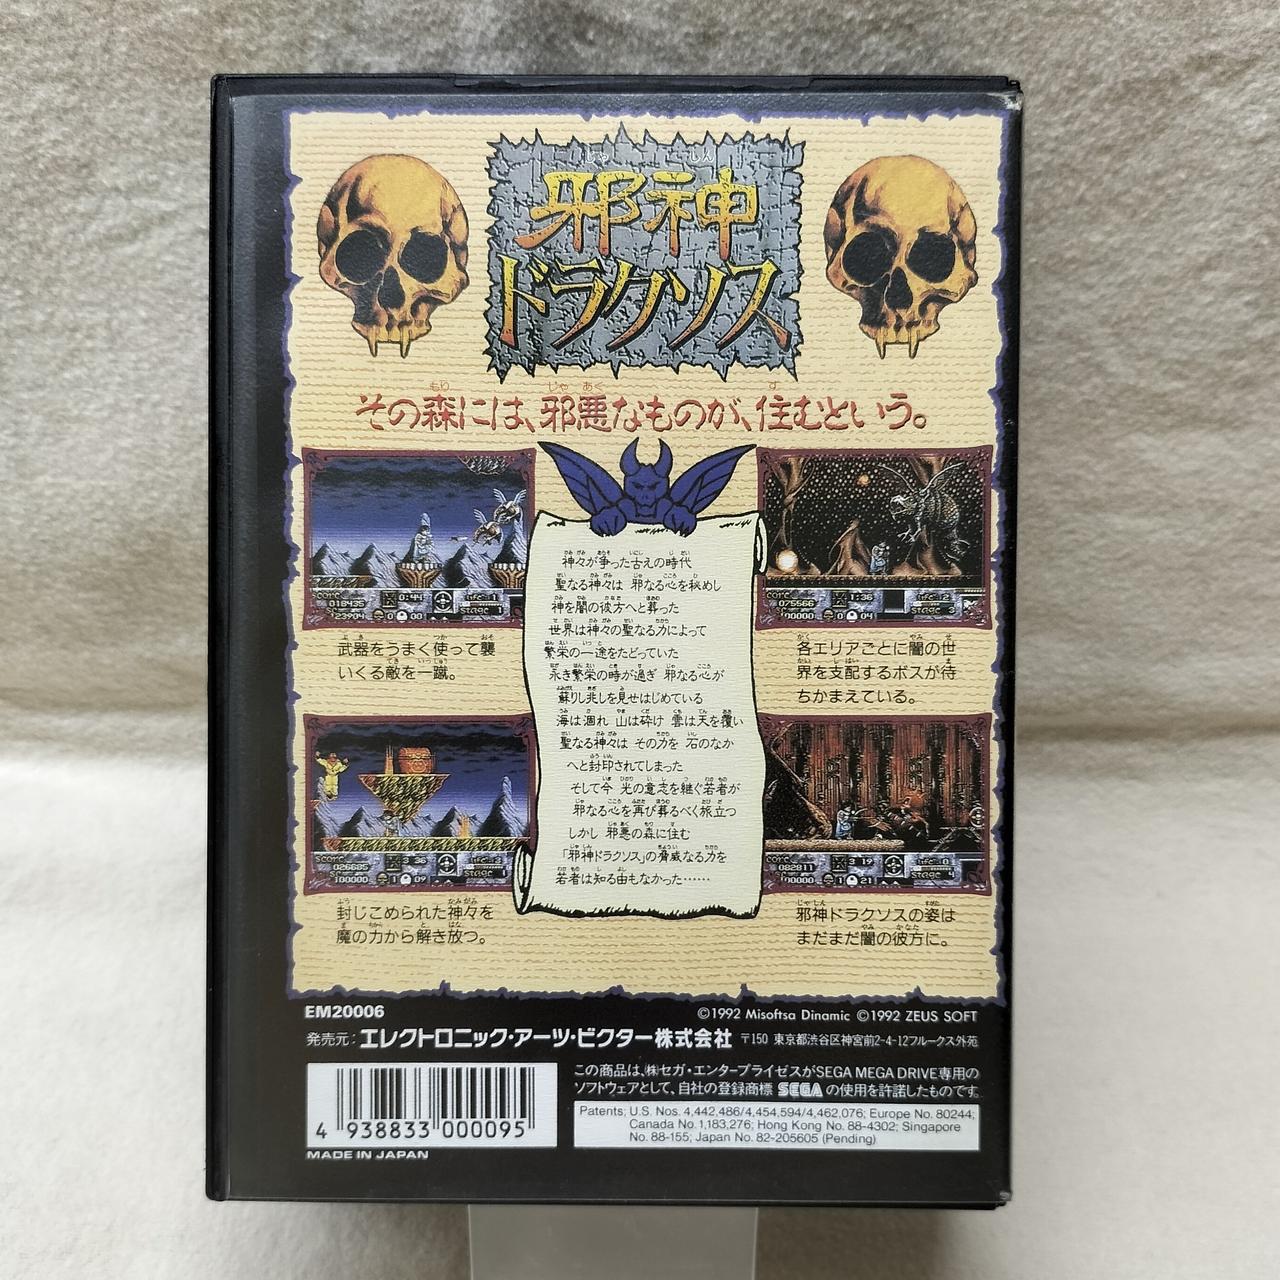 邪神
ドラクソス
その森には、邪悪なものが、住むという。
神々が争った古えの時代
聖なる神々は 邪なる心を秘めし
神を闇の彼方へと葬った
世界は神々の聖なる力によって
繁栄の一途をたどっていた
永き繁栄の時が過ぎ 邪なる心が
蘇りし兆しを見せはじめている
海は涸れ 山は砕け 雲は天を覆い
聖なる神々は その力を 石のなか
へと封印されてしまった
そして今 光の意志を継ぐ若者が
邪なる心を再び葬るべく旅立つ
しかし 邪悪の森に住む
「邪神ドラクソス」の脅威なる力を
若者は知る由もなかった……
武器をうまく使って襲
いくる敵を一蹴。
各エリアごとに闇の世
界を支配するボスが待
ちかまえている。
封じこめられた神々を
魔の力から解き放つ。
邪神ドラクソスの姿は
まだまだ闇の彼方に。
EM20006
©1992 Misoftsa Dinamic ©1992 ZEUS SOFT
発売元:エレクトロニック・アーツ・ビクター株式会社 〒150 東京都渋谷区神宮前2-4-12フルークス外苑
この商品は、㈱セガ・エンタープライゼスがSEGA MEGA DRIVE専用の
ソフトウェアとして、自社の登録商標 SEGA の使用を許諾したものです。
Patents; U.S. Nos. 4,442,486/4,454,594/4,462,076; Europe No. 80244;
Canada No. 1,183,276; Hong Kong No. 88-4302; Singapore
No. 88-155; Japan No. 82-205605 (Pending)
4 938833 000095
MADE IN JAPAN